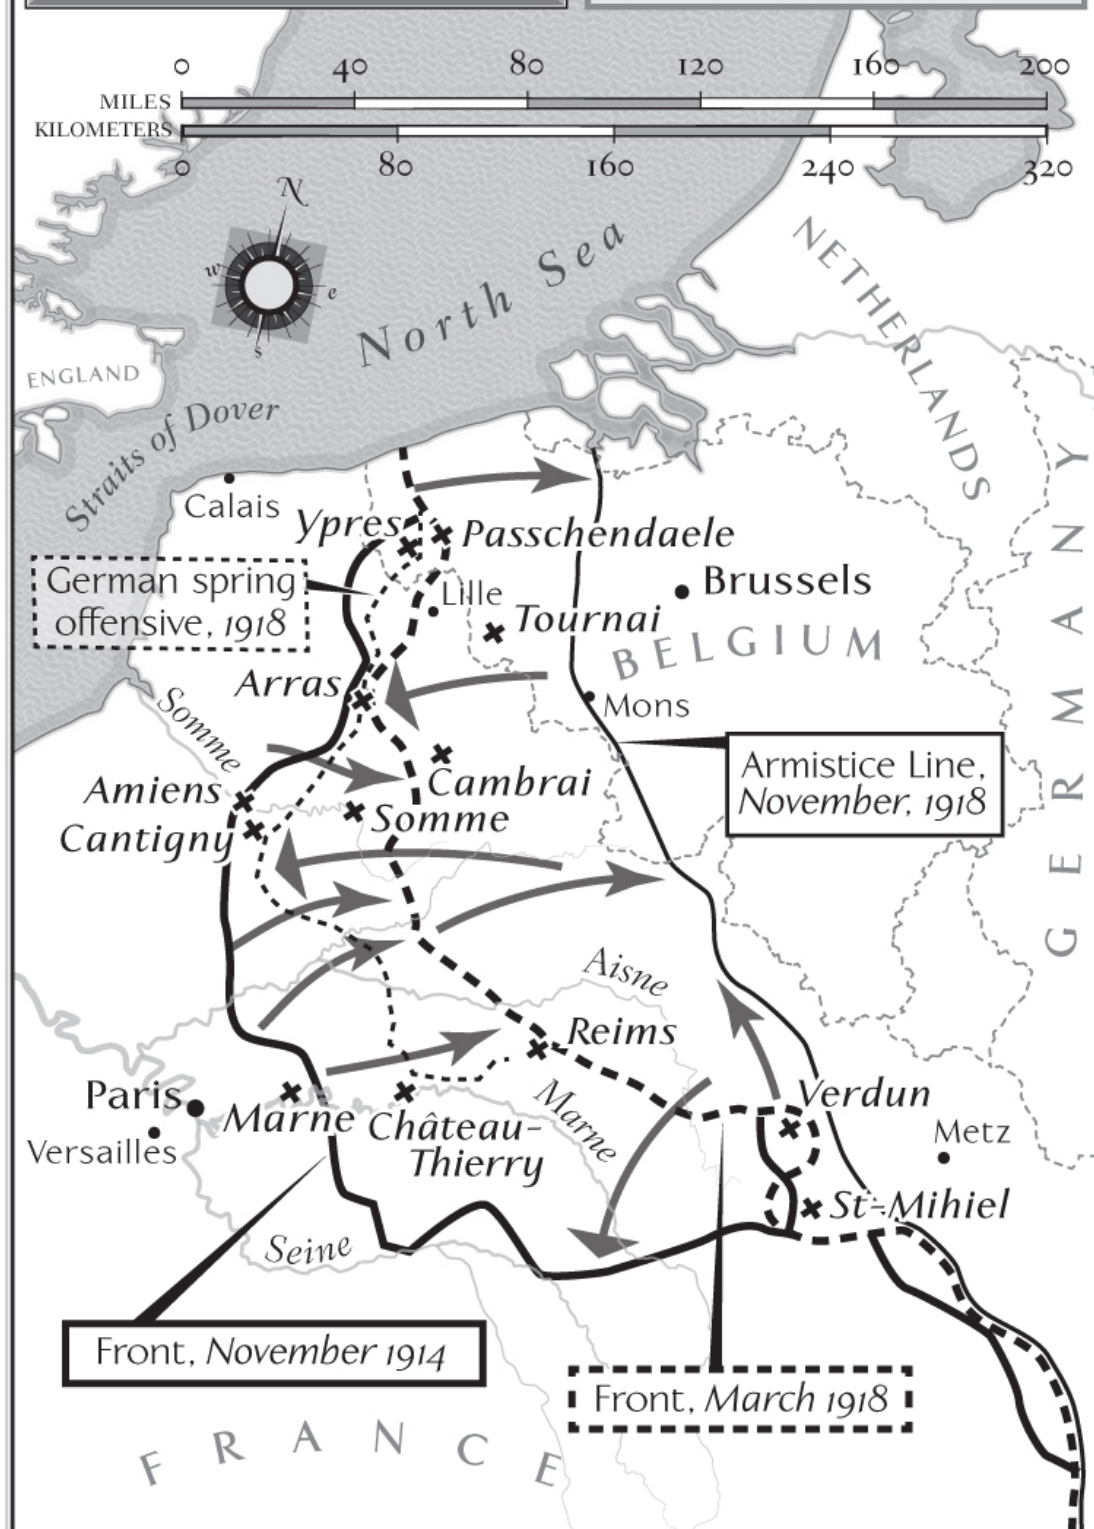 0 40 80 120 160 200
MILES
KILOMETERS
0 80 160 240 320
N
w
e
s
North Sea
NETHERLANDS
ENGLAND
Straits of Dover
GERMANY
Calais
Ypres
Passchendaele
German spring
offensive, 1918
Lille
Brussels
Tournai
BELGIUM
Arras
Mons
Somme
Armistice Line,
November, 1918
Amiens
Cambrai
Cantigny
Somme
Aisne
Reims
Paris
Marne
Versailles
Château-
Thierry
Marne
Verdun
Metz
St-Mihiel
Seine
Front, November 1914
Front, March 1918
FRANCE